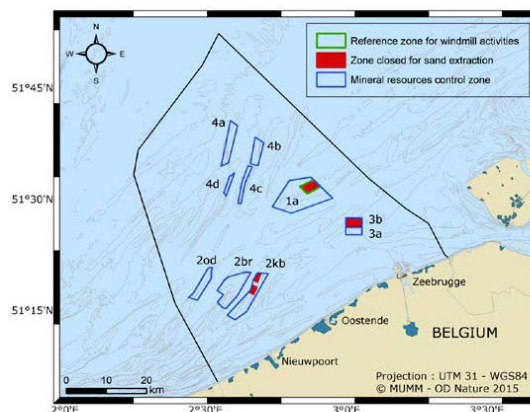 N
W E
S
Reference zone for windmill activities
Zone closed for sand extraction
Mineral resources control zone
51°45'N
51°30'N
51°15'N
4a
4b
4d
4c
1a
3b
3a
2od
2br
2kb
Zeebrugge
Oostende
BELGIUM
Nieuwpoort
Projection : UTM 31 - WGS84
© MUMM - OD Nature 2015
0 10 20
km
2°0'E
2°30'E
3°0'E